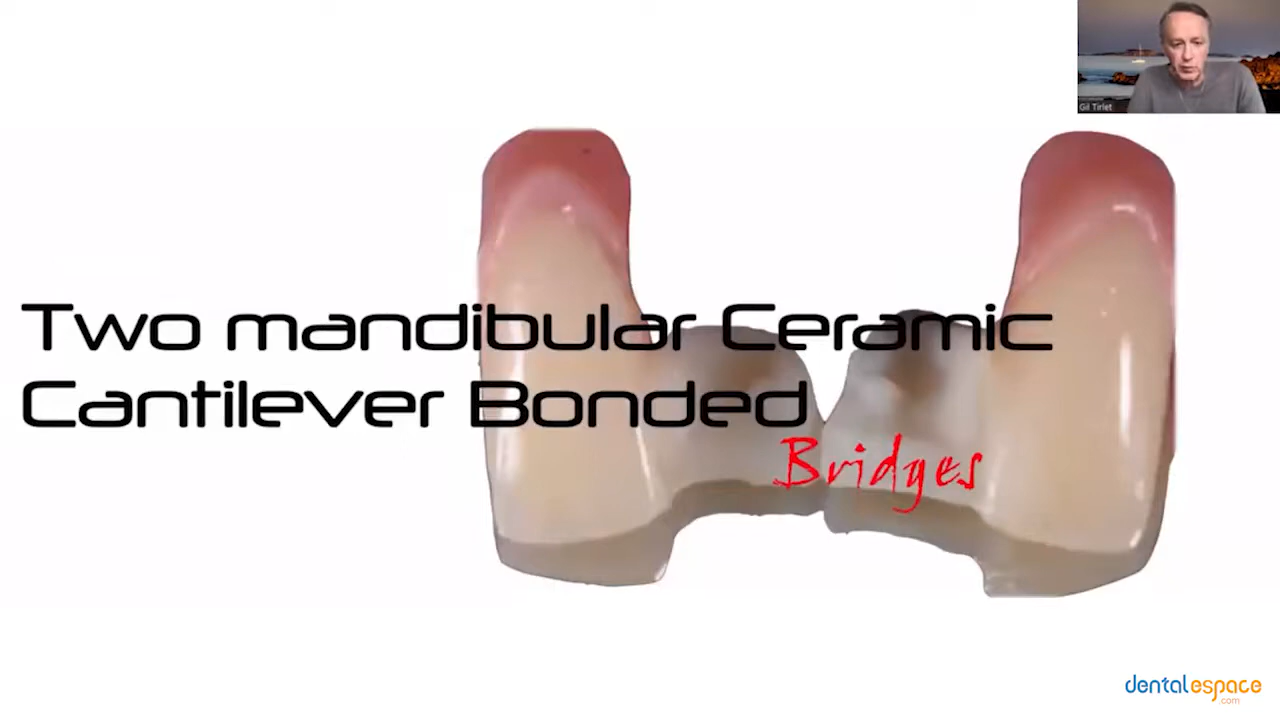 Gil Tirlet
Two mandibular Ceramic
Cantilever Bonded
Bridges
dentalespace
.com